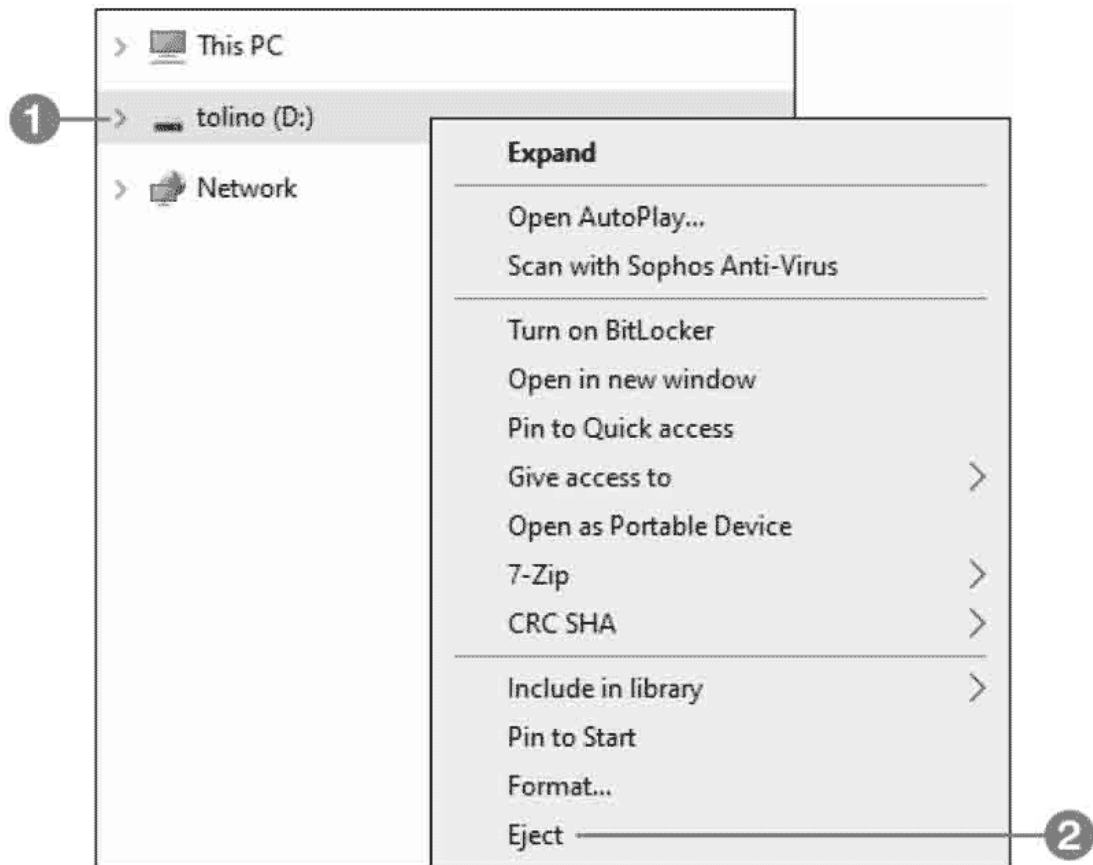 This PC
1
tolino (D:)
Network
Expand
Open AutoPlay...
Scan with Sophos Anti-Virus
Turn on BitLocker
Open in new window
Pin to Quick access
Give access to
Open as Portable Device
7-Zip
CRC SHA
Include in library
Pin to Start
Format...
Eject
2